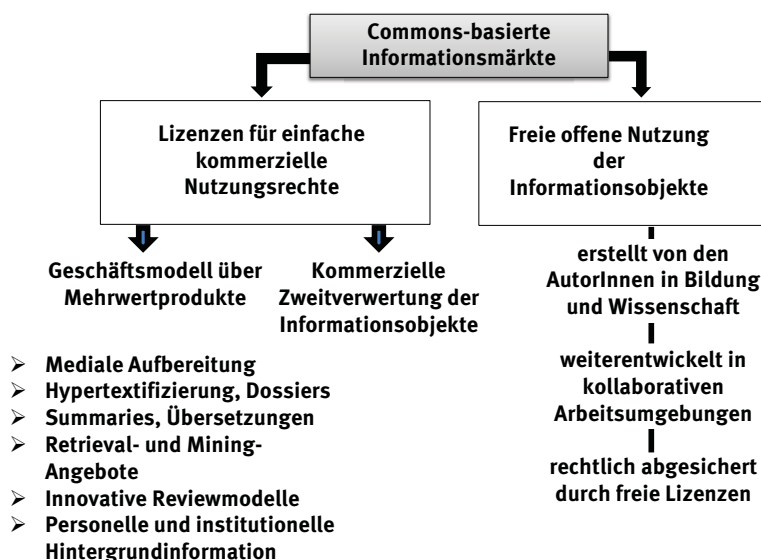 Commons-basierte
Informationsmärkte
Lizenzen für einfache
kommerzielle
Nutzungsrechte
Freie offene Nutzung
der
Informationsobjekte
Geschäftsmodell über
Mehrwertprodukte
Kommerzielle
Zweitverwertung der
Informationsobjekte
erstellt von den
AutorInnen in Bildung
und Wissenschaft
weiterentwickelt in
kollaborativen
Arbeitsumgebungen
rechtlich abgesichert
durch freie Lizenzen
➢ Mediale Aufbereitung
➢ Hypertextifizierung, Dossiers
➢ Summaries, Übersetzungen
➢ Retrieval- und Mining-
Angebote
➢ Innovative Reviewmodelle
➢ Personelle und institutionelle
Hintergrundinformation